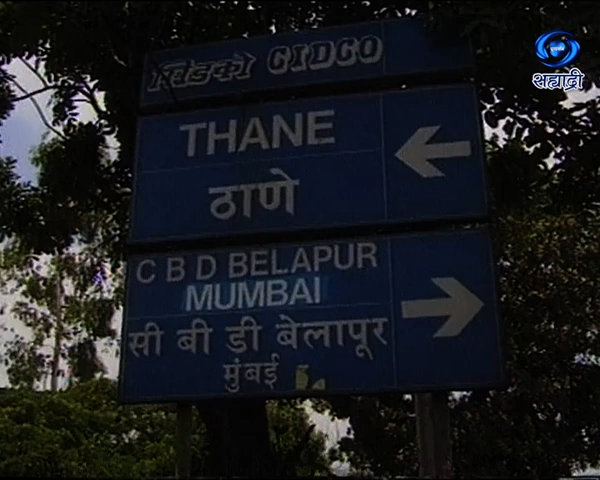 सह्याद्री
सिडको CIDCO
THANE
ठाणे
C B D BELAPUR
MUMBAI
सी बी डी बेलापूर
मुंबई